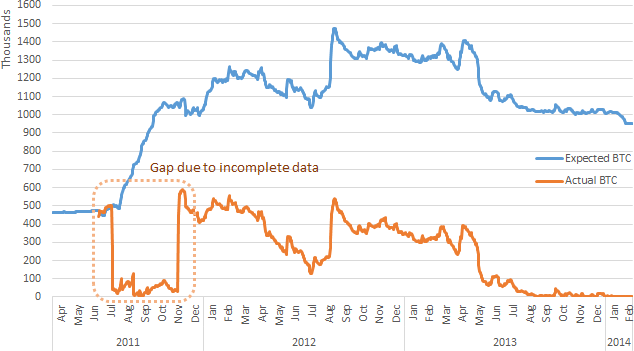 Thousands
1600
1500
1400
1300
1200
1100
1000
900
800
700
600
500
400
300
200
100
0
Gap due to incomplete data
Expected BTC
Actual BTC
Apr May Jun Jul Aug Sep Oct Nov Dec Jan Feb Mar Apr May Jun Jul Aug Sep Oct Nov Dec Jan Feb Mar Apr May Jun Jul Aug Sep Oct Nov Dec Jan Feb
2011 2012 2013 2014